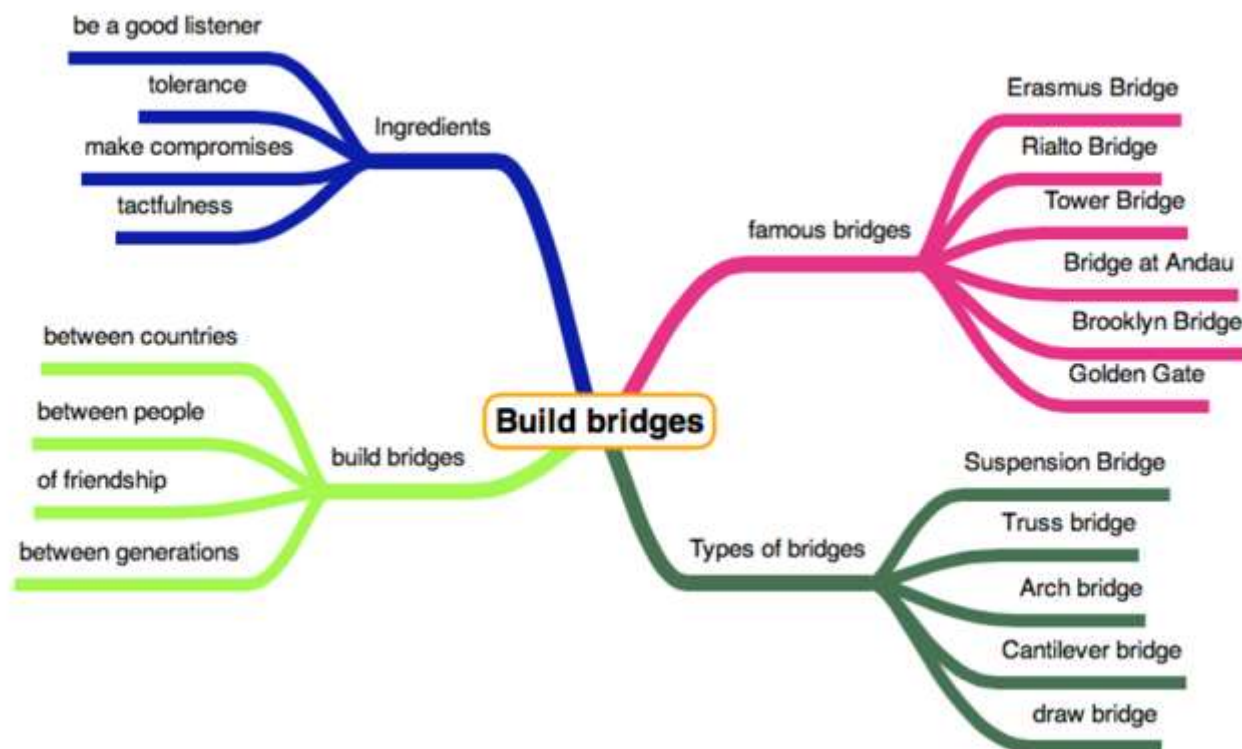 be a good listener
tolerance
make compromises
tactfulness
Ingredients
between countries
between people
of friendship
between generations
build bridges
Build bridges
famous bridges
Erasmus Bridge
Rialto Bridge
Tower Bridge
Bridge at Andau
Brooklyn Bridge
Golden Gate
Types of bridges
Suspension Bridge
Truss bridge
Arch bridge
Cantilever bridge
draw bridge